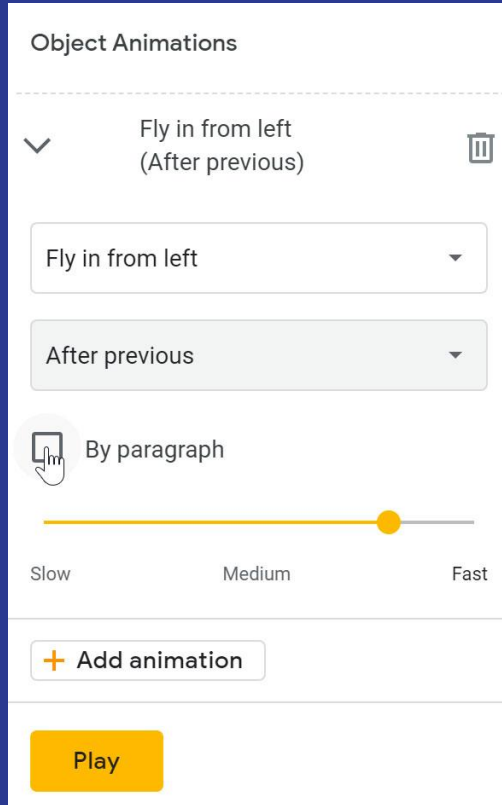 Object Animations
Fly in from left
(After previous)
Fly in from left
After previous
By paragraph
Slow Medium Fast
+ Add animation
Play